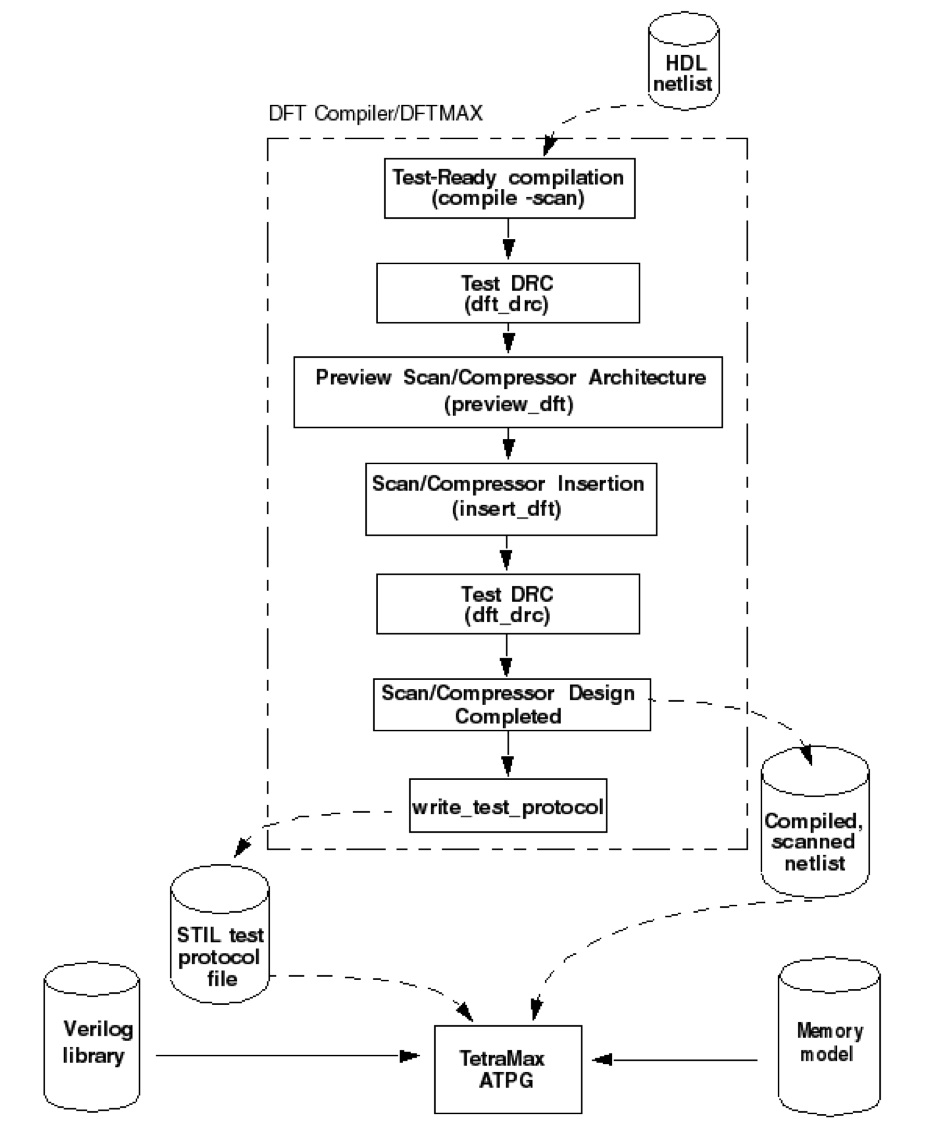 HDL
netlist
DFT Compiler/DFTMAX
Test-Ready compilation
(compile -scan)
Test DRC
(dft_drc)
Preview Scan/Compressor Architecture
(preview_dft)
Scan/Compressor Insertion
(insert_dft)
Test DRC
(dft_drc)
Scan/Compressor Design
Completed
write_test_protocol
Compiled,
scanned
netlist
STIL test
protocol
file
Verilog
library
TetraMax
ATPG
Memory
model